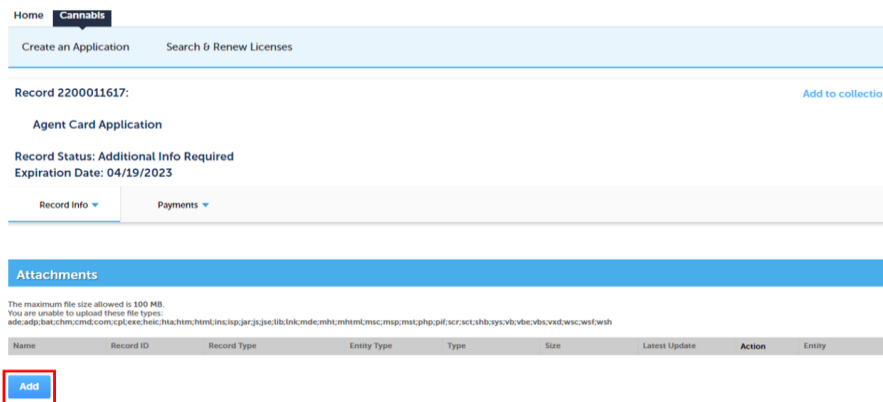 Home Cannabis
Create an Application Search & Renew Licenses
Record 2200011617: Add to collectio
Agent Card Application
Record Status: Additional Info Required
Expiration Date: 04/19/2023
Record Info Payments
Attachments
The maximum file size allowed is 100 MB.
You are unable to upload these file types:
ade;adp;bat;chm;cmd;com;cpl;exe;heic;hta;htm;html;ins;isp;jar;js;jse;lib;lnk;mde;mht;mhtml;msc;msp;mst;php;pif;scr;sct;shb;sys;vb;vbe;vbs;vxd;wsc;wsf;wsh
Name Record ID Record Type Entity Type Type Size Latest Update Action Entity
Add